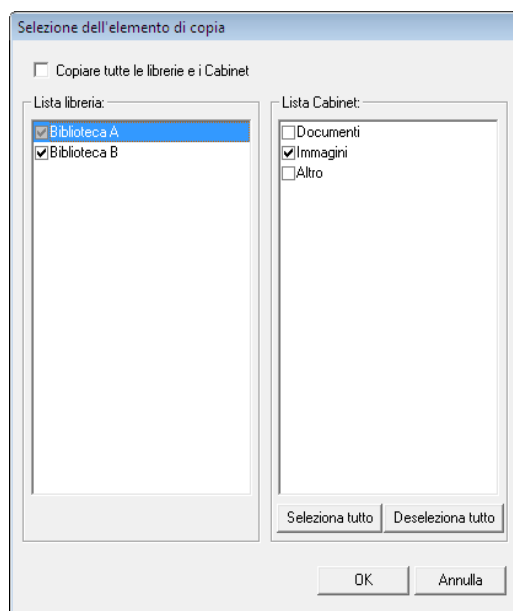 Selezione dell'elemento di copia
Copiare tutte le librerie e i Cabinet
Lista libreria:
Biblioteca A
Biblioteca B
Lista Cabinet:
Documenti
Immagini
Altro
Seleziona tutto
Deseleziona tutto
OK
Annulla